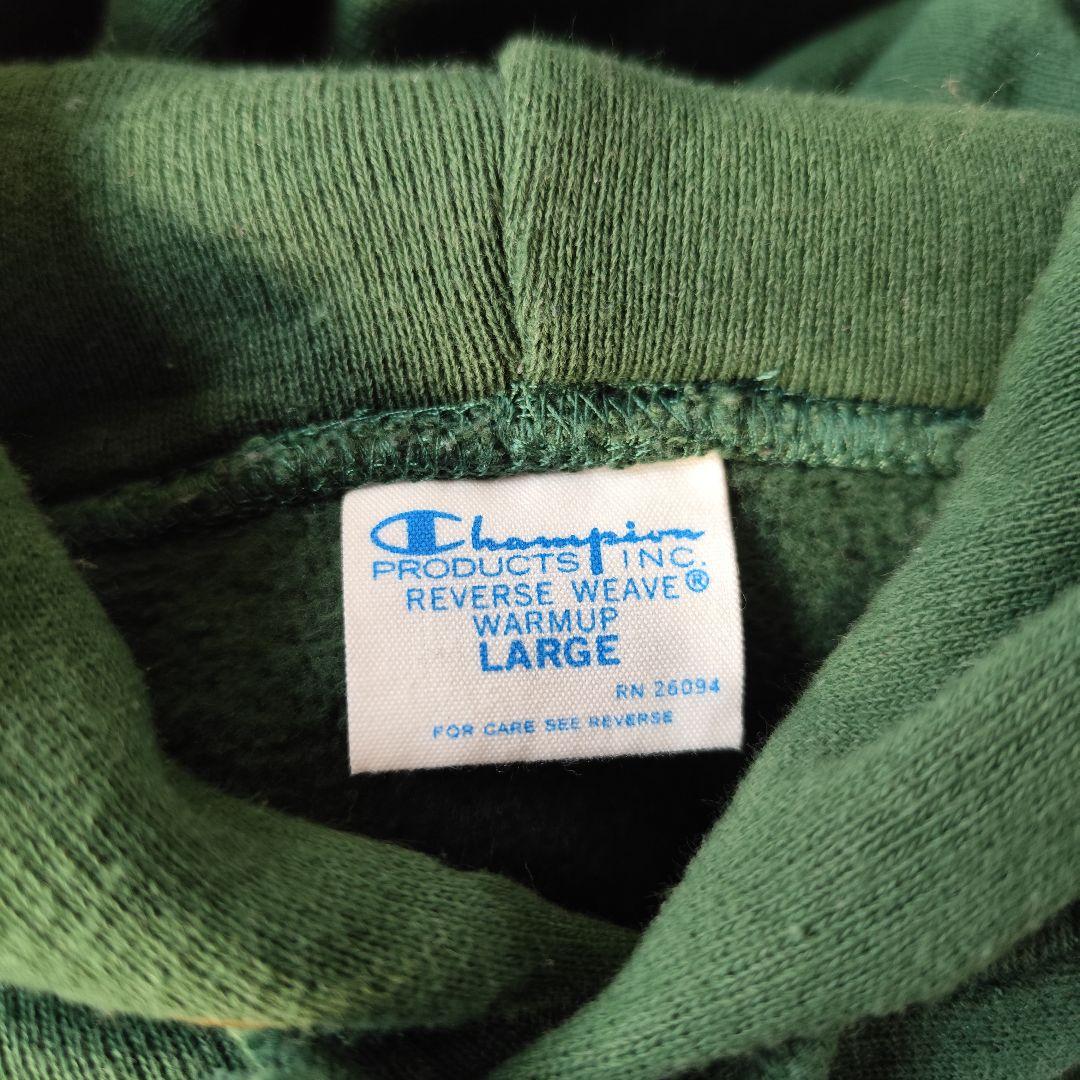 Champion
PRODUCTS INC.
REVERSE WEAVE®
WARMUP
LARGE
RN 26094
FOR CARE SEE REVERSE